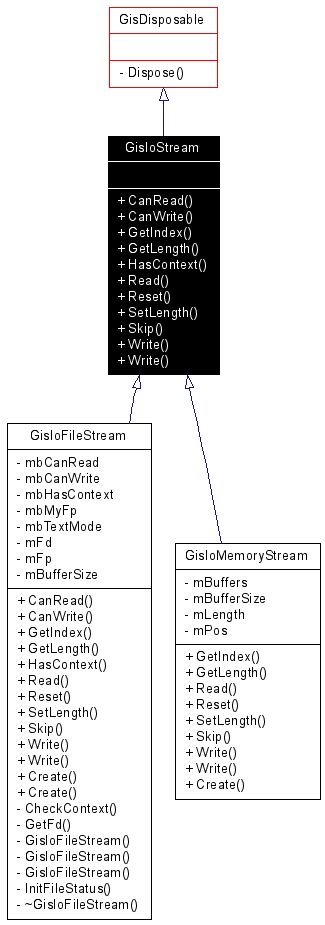 GisDisposable
- Dispose()
GisIoStream
+ CanRead()
+ CanWrite()
+ GetIndex()
+ GetLength()
+ HasContext()
+ Read()
+ Reset()
+ SetLength()
+ Skip()
+ Write()
+ Write()
GisIoFileStream
- mbCanRead
- mbCanWrite
- mbHasContext
- mbMyFp
- mbTextMode
- mFd
- mFp
- mBufferSize
+ CanRead()
+ CanWrite()
+ GetIndex()
+ GetLength()
+ HasContext()
+ Read()
+ Reset()
+ SetLength()
+ Skip()
+ Write()
+ Write()
+ Create()
+ Create()
- CheckContext()
- GetFd()
- GisIoFileStream()
- GisIoFileStream()
- GisIoFileStream()
- InitFileStatus()
- ~GisIoFileStream()
GisIoMemoryStream
- mBuffers
- mBufferSize
- mLength
- mPos
+ GetIndex()
+ GetLength()
+ Read()
+ Reset()
+ SetLength()
+ Skip()
+ Write()
+ Write()
+ Create()